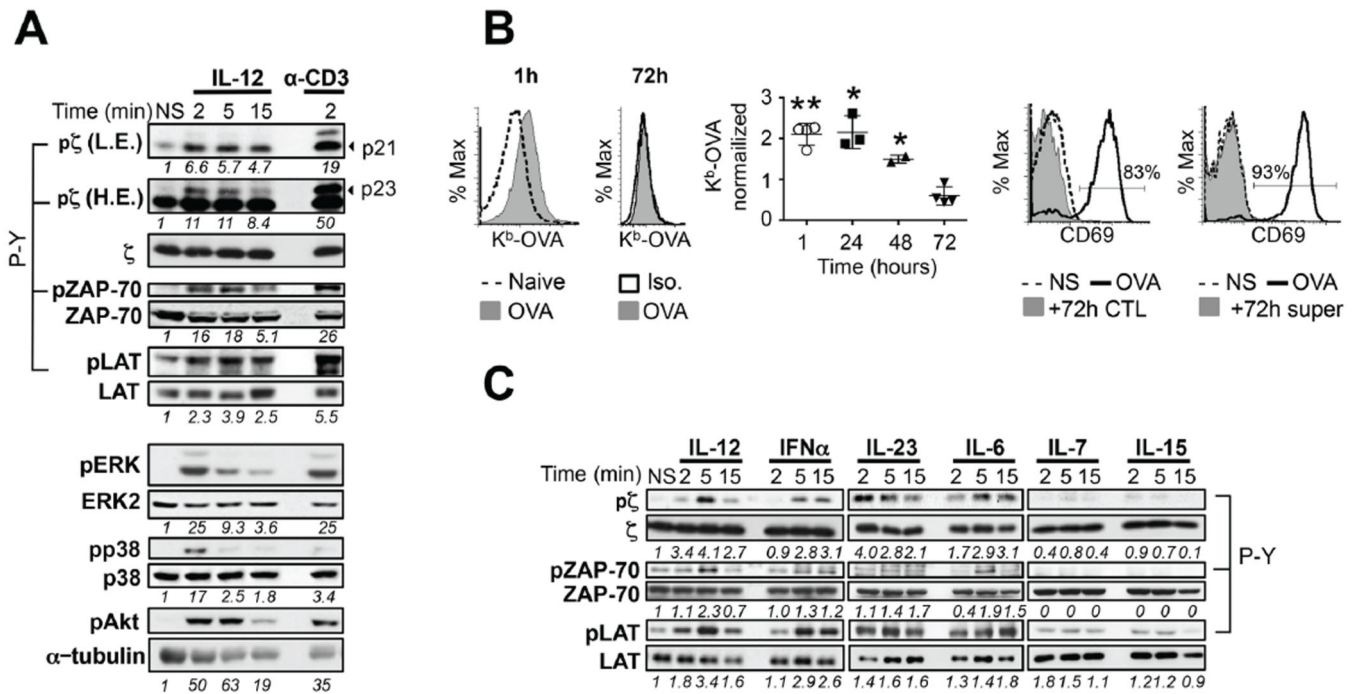 A
IL-12 α-CD3
Time (min) NS 2 5 15 2
pζ (L.E.) p21
1 6.6 5.7 4.7 19
pζ (H.E.) p23
1 11 11 8.4 50
ζ
P-Y
pZAP-70
ZAP-70
1 16 18 5.1 26
pLAT
LAT
1 2.3 3.9 2.5 5.5
pERK
ERK2
1 25 9.3 3.6 25
pp38
p38
1 17 2.5 1.8 3.4
pAkt
α-tubulin
1 50 63 19 35
B
1h 72h
% Max % Max
Kᵇ-OVA Kᵇ-OVA
Naive Iso.
OVA OVA
Kᵇ-OVA
normailized
3
2
1
0
** * *
1 24 48 72
Time (hours)
% Max 83% % Max 93%
CD69 CD69
NS OVA NS OVA
+72h CTL +72h super
C
IL-12 IFNα IL-23 IL-6 IL-7 IL-15
Time (min) NS 2 5 15 2 5 15 2 5 15 2 5 15 2 5 15 2 5 15
pζ
ζ
1 3.4 4.1 2.7 0.9 2.8 3.1 4.0 2.8 2.1 1.7 2.9 3.1 0.4 0.8 0.4 0.9 0.7 0.1
pZAP-70 P-Y
ZAP-70
1 1.1 2.3 0.7 1.0 1.3 1.2 1.1 1.4 1.7 0.4 1.9 1.5 0 0 0 0 0 0
pLAT
LAT
1 1.8 3.4 1.6 1.1 2.9 2.6 1.4 1.6 1.6 1.3 1.4 1.8 1.8 1.5 1.1 1.2 1.2 0.9